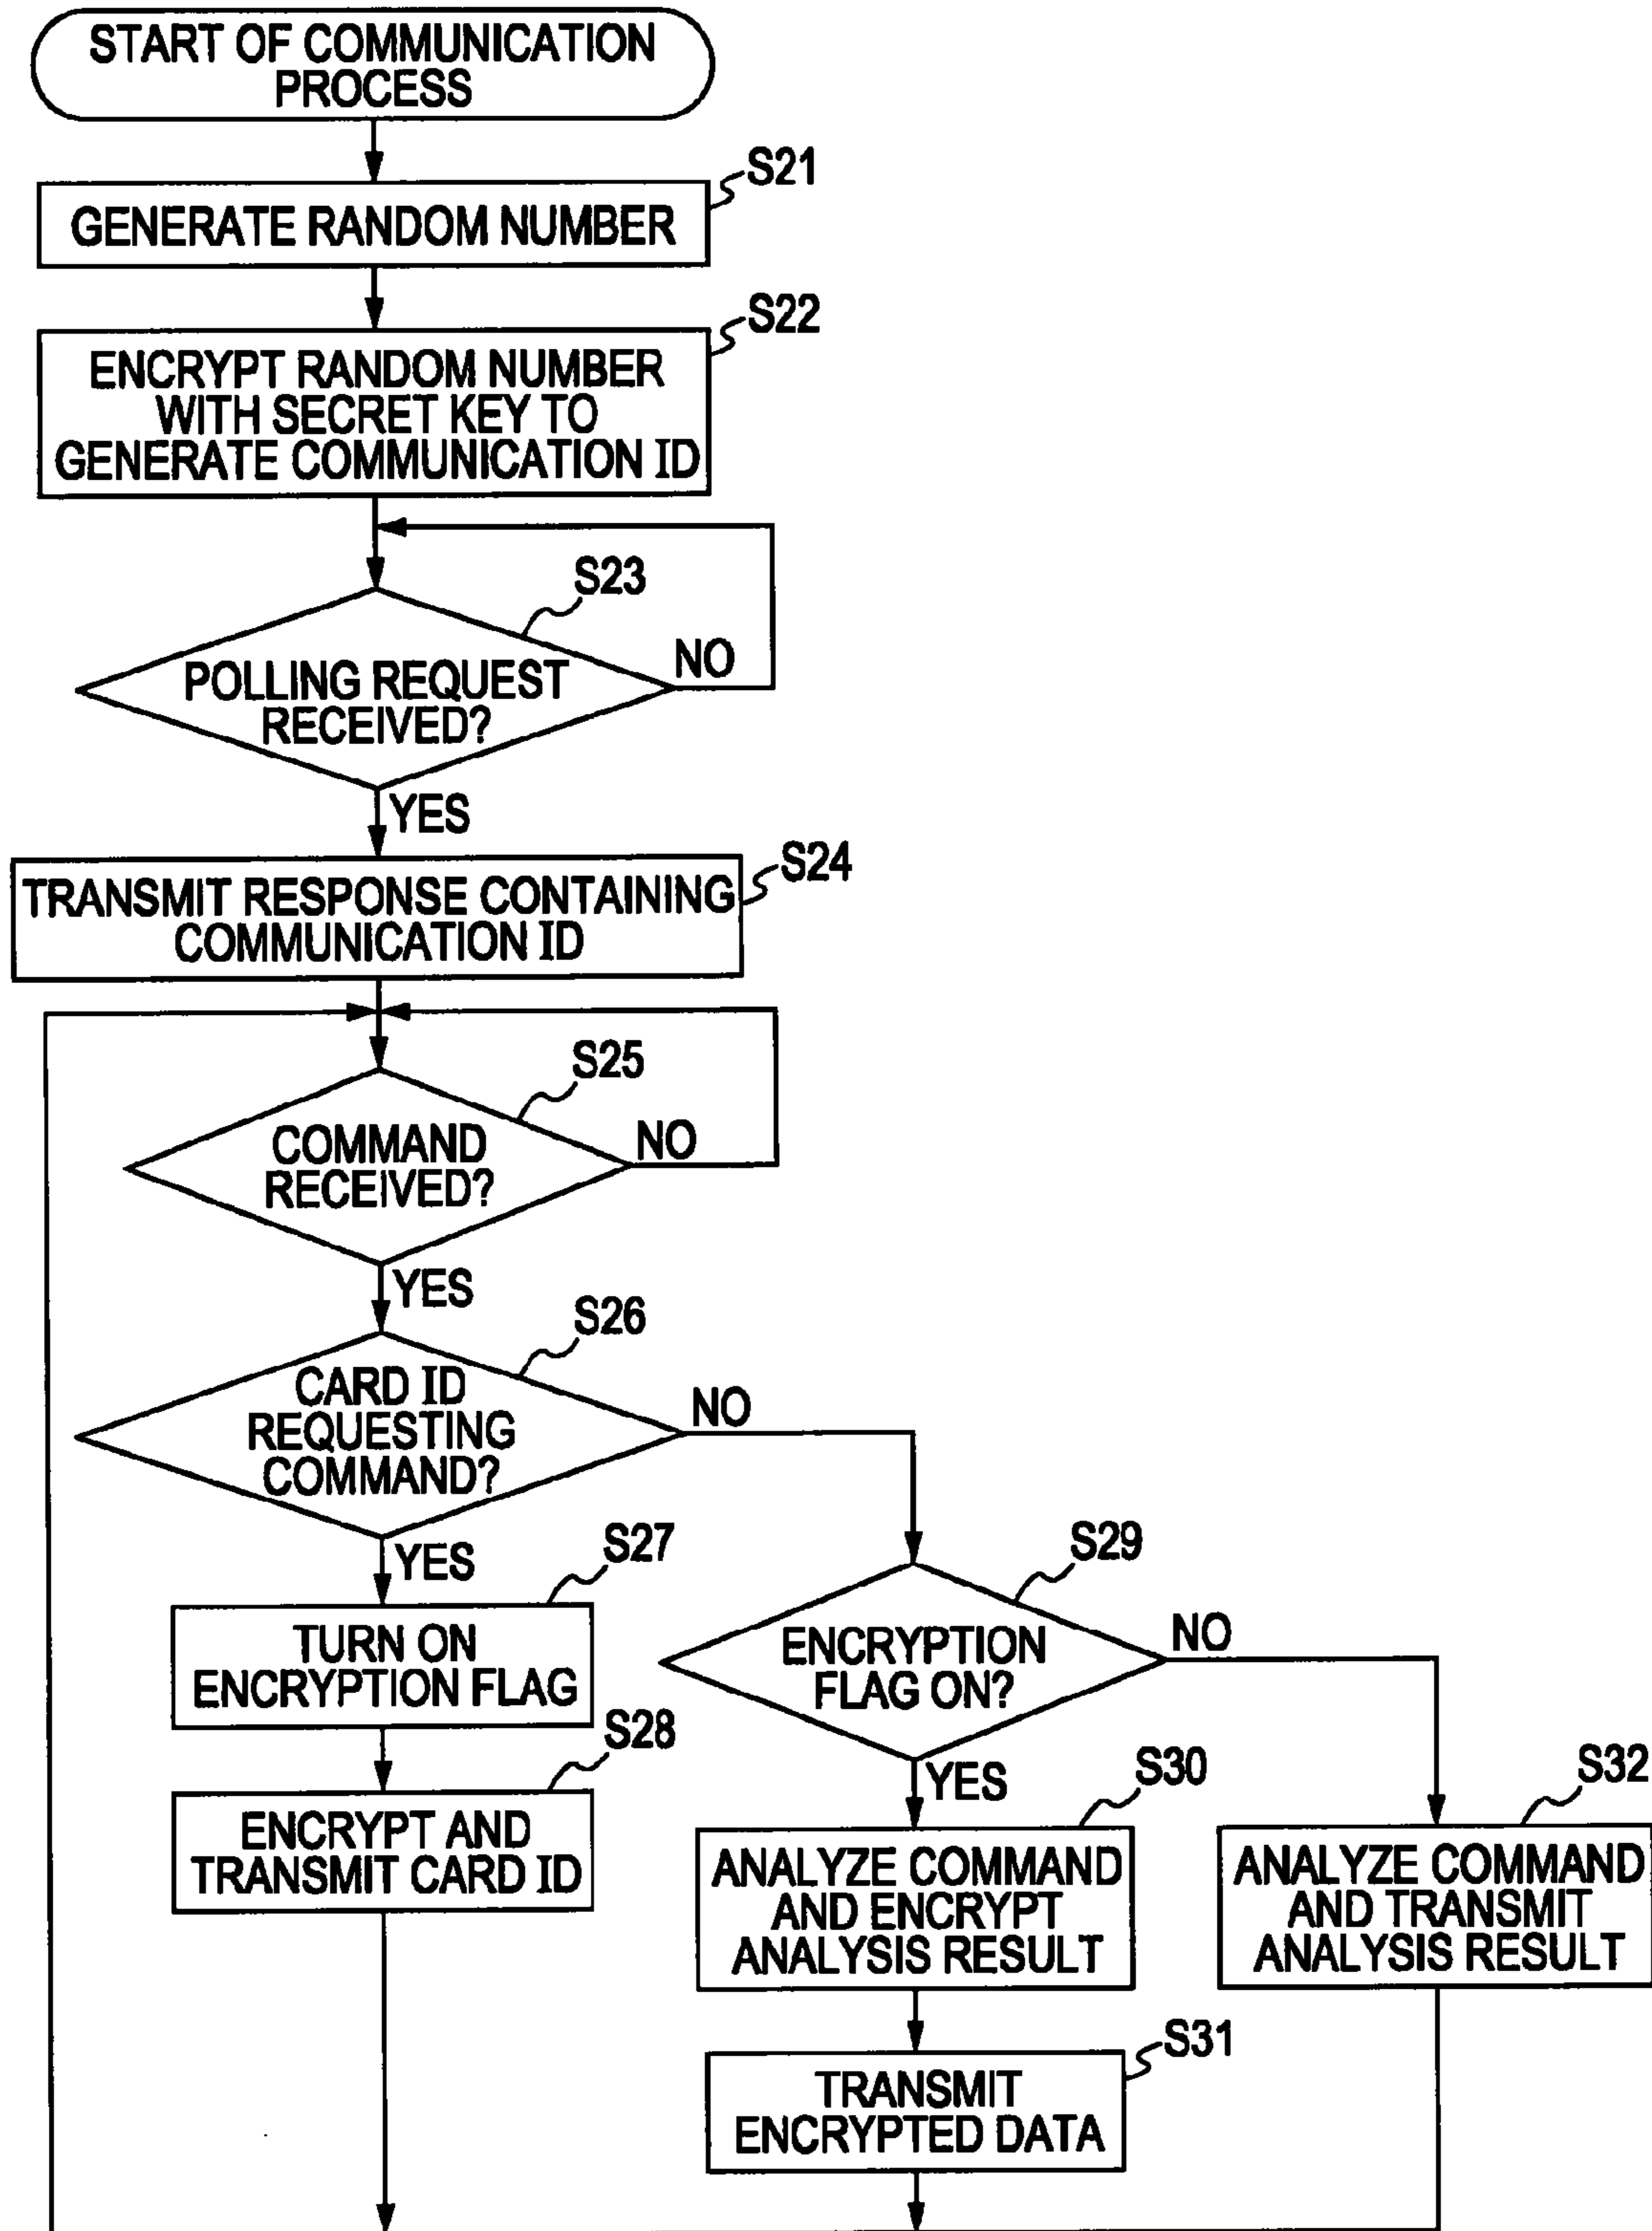 START OF COMMUNICATION
PROCESS
S21
GENERATE RANDOM NUMBER
S22
ENCRYPT RANDOM NUMBER
WITH SECRET KEY TO
GENERATE COMMUNICATION ID
S23
POLLING REQUEST
RECEIVED?
NO
YES
S24
TRANSMIT RESPONSE CONTAINING
COMMUNICATION ID
S25
COMMAND
RECEIVED?
NO
YES
S26
CARD ID
REQUESTING
COMMAND?
NO
YES
S27
TURN ON
ENCRYPTION FLAG
S28
ENCRYPT AND
TRANSMIT CARD ID
S29
ENCRYPTION
FLAG ON?
NO
YES
S30
ANALYZE COMMAND
AND ENCRYPT
ANALYSIS RESULT
S32
ANALYZE COMMAND
AND TRANSMIT
ANALYSIS RESULT
S31
TRANSMIT
ENCRYPTED DATA